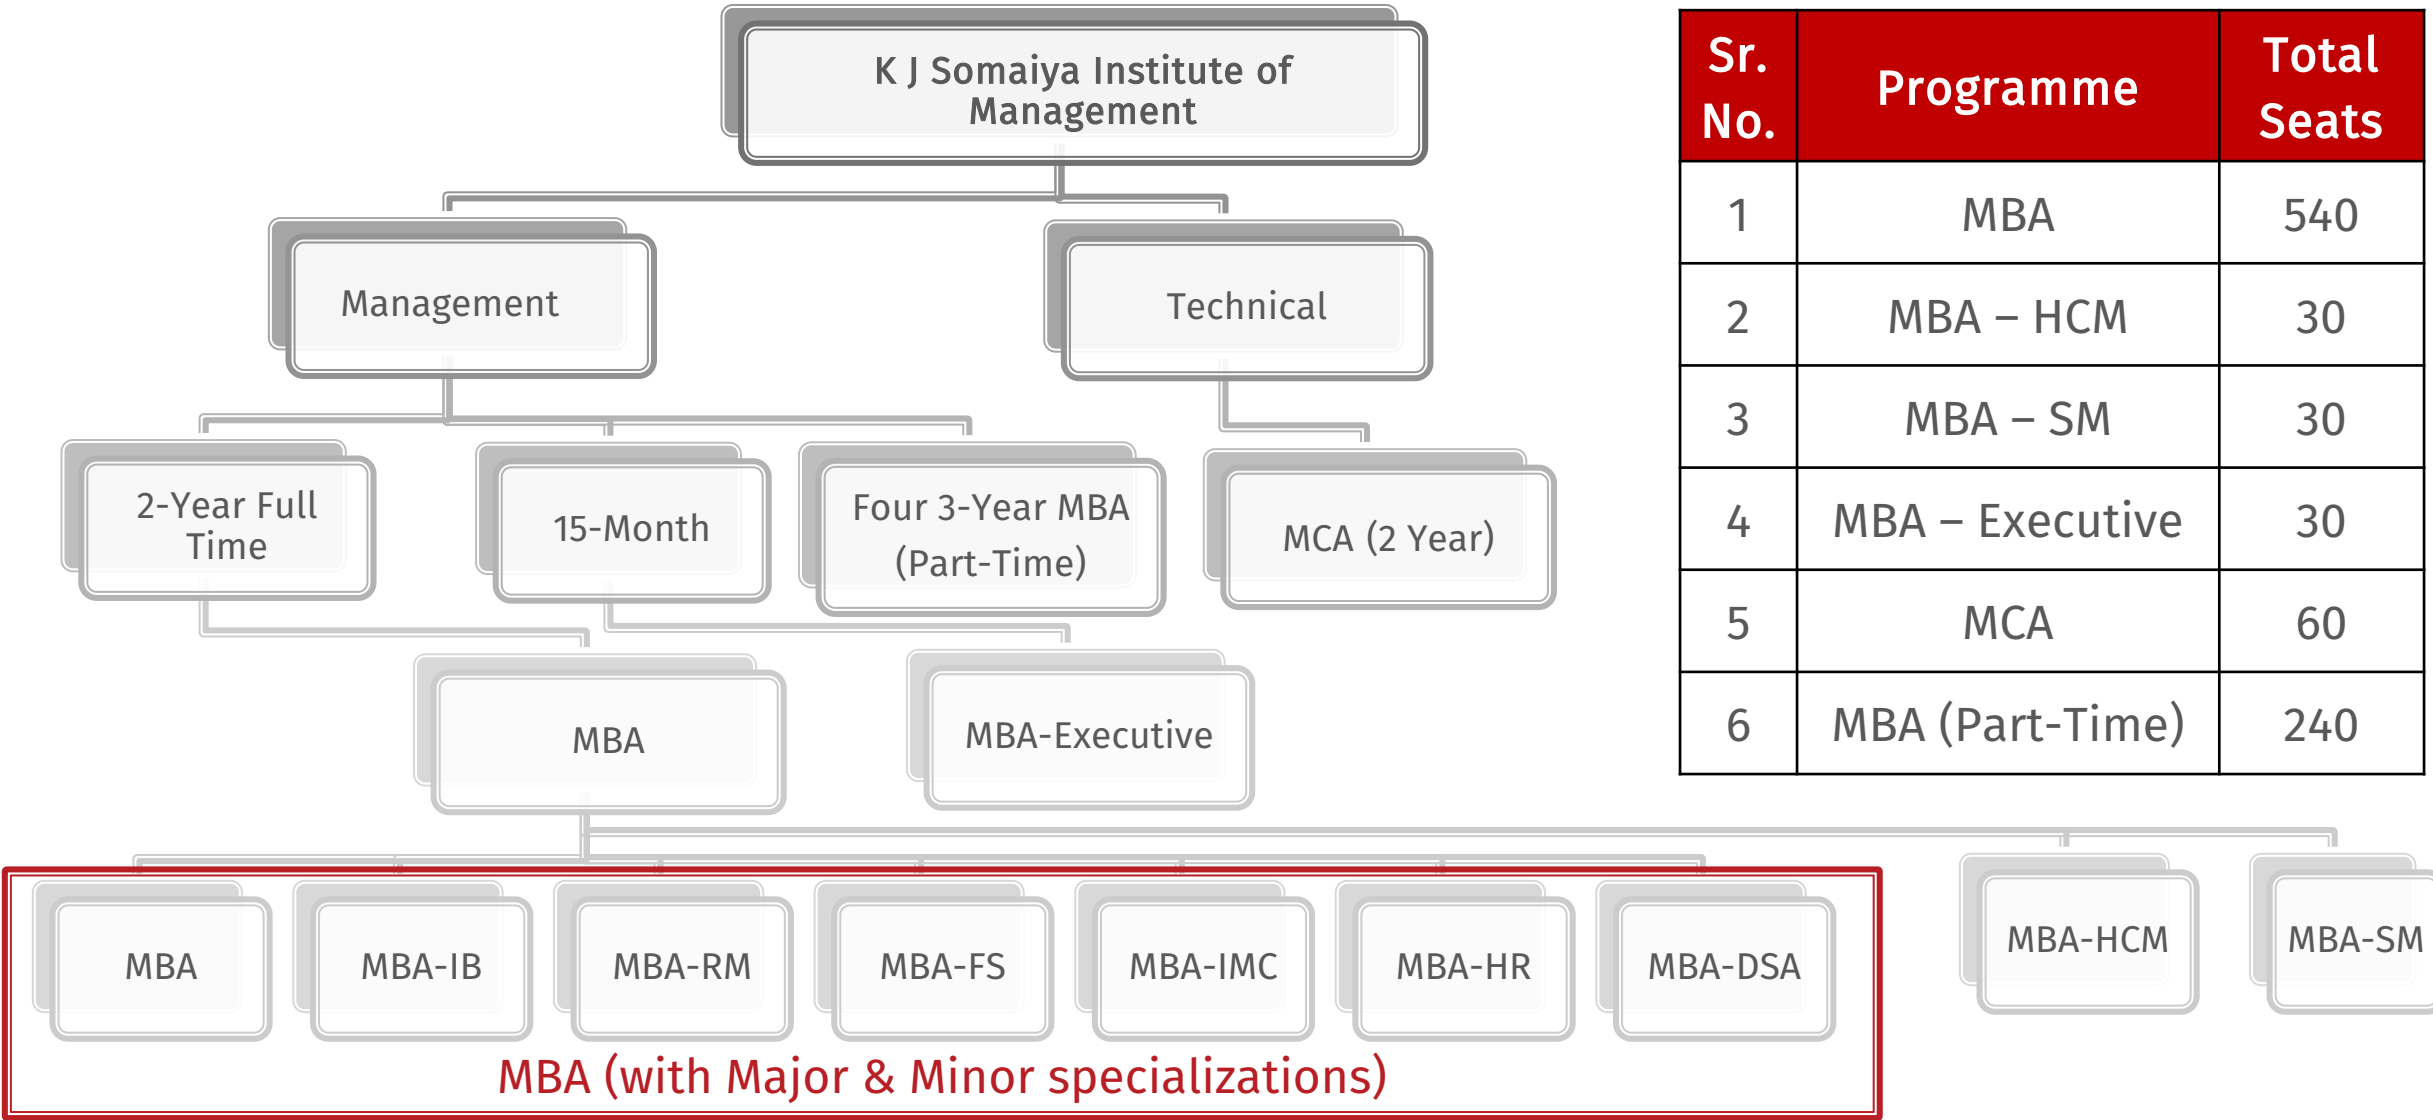 K J Somaiya Institute of
Management
Management
Technical
2-Year Full
Time
15-Month
Four 3-Year MBA
(Part-Time)
MCA (2 Year)
MBA
MBA-Executive
MBA
MBA-IB
MBA-RM
MBA-FS
MBA-IMC
MBA-HR
MBA-DSA
MBA-HCM
MBA-SM
MBA (with Major & Minor specializations)
Sr. No. Programme Total Seats
1 MBA 540
2 MBA – HCM 30
3 MBA – SM 30
4 MBA – Executive 30
5 MCA 60
6 MBA (Part-Time) 240